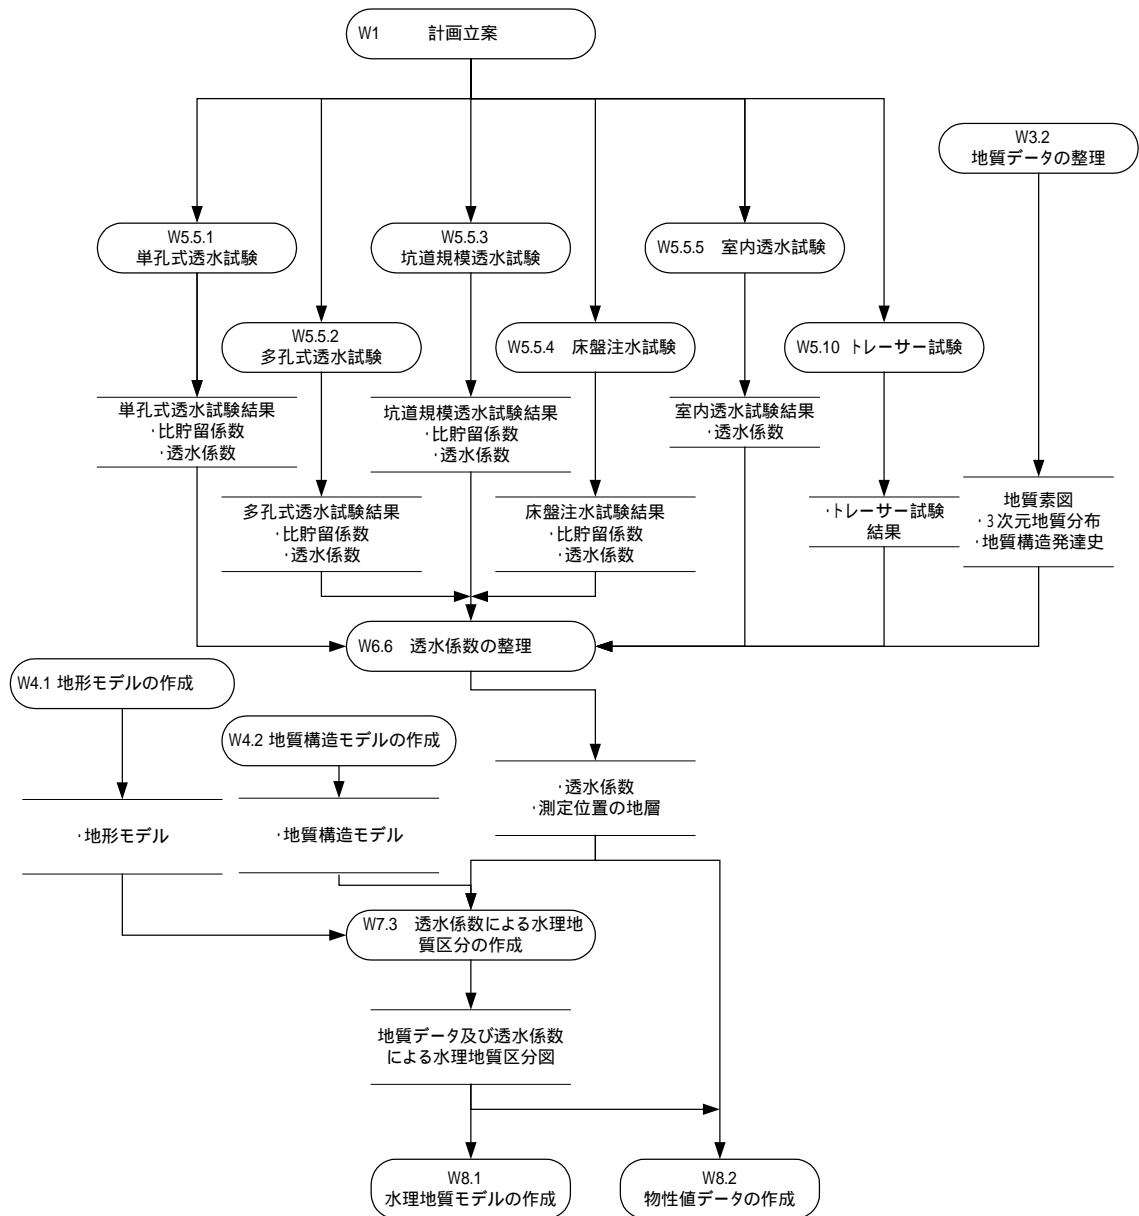 W1 計画立案
W3.2
地質データの整理
W5.5.1
単孔式透水試験
W5.5.3
坑道規模透水試験
W5.5.5 室内透水試験
W5.5.2
多孔式透水試験
W5.5.4 床盤注水試験
W5.10 トレーサー試験
単孔式透水試験結果
・比貯留係数
・透水係数
坑道規模透水試験結果
・比貯留係数
・透水係数
室内透水試験結果
・透水係数
多孔式透水試験結果
・比貯留係数
・透水係数
床盤注水試験結果
・比貯留係数
・透水係数
・トレーサー試験
結果
地質素図
・3次元地質分布
・地質構造発達史
W6.6 透水係数の整理
W4.1 地形モデルの作成
W4.2 地質構造モデルの作成
・透水係数
・測定位置の地層
・地形モデル
・地質構造モデル
W7.3 透水係数による水理地
質区分の作成
地質データ及び透水係数
による水理地質区分図
W8.1
水理地質モデルの作成
W8.2
物性値データの作成